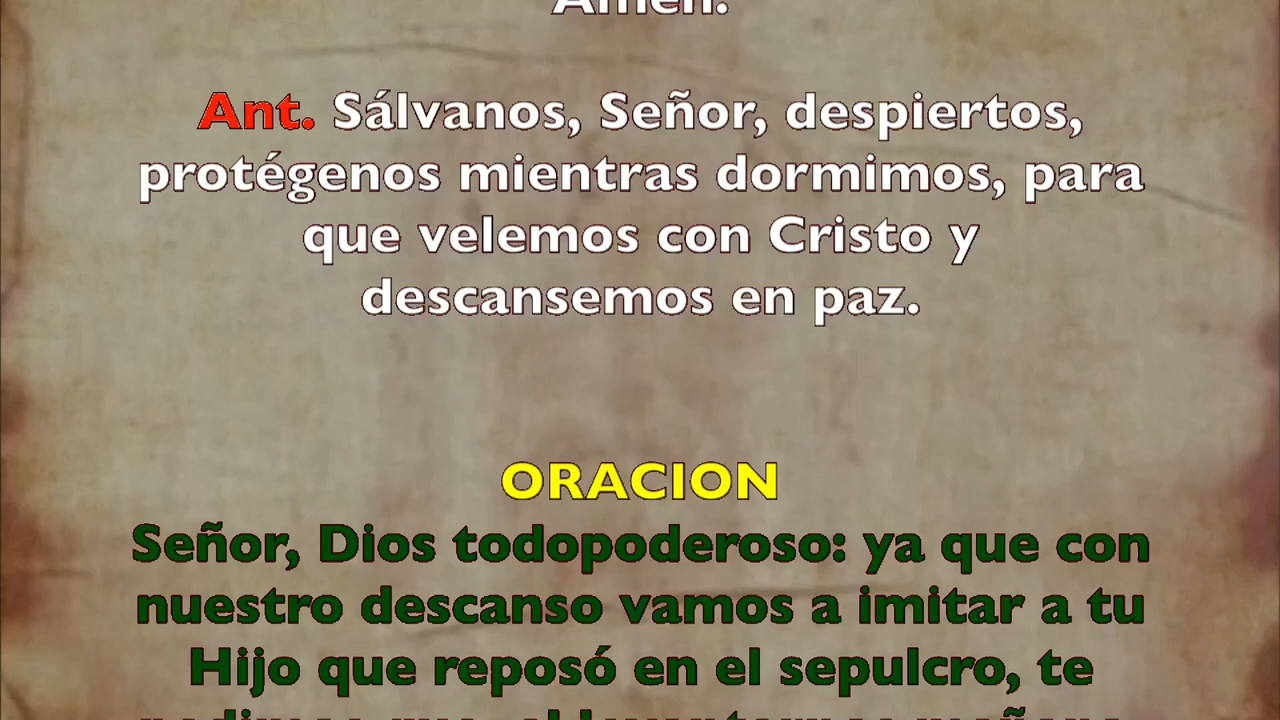 Amén.
Ant. Sálvanos, Señor, despiertos,
protégenos mientras dormimos, para
que velemos con Cristo y
descansemos en paz.
ORACION
Señor, Dios todopoderoso: ya que con
nuestro descanso vamos a imitar a tu
Hijo que reposó en el sepulcro, te